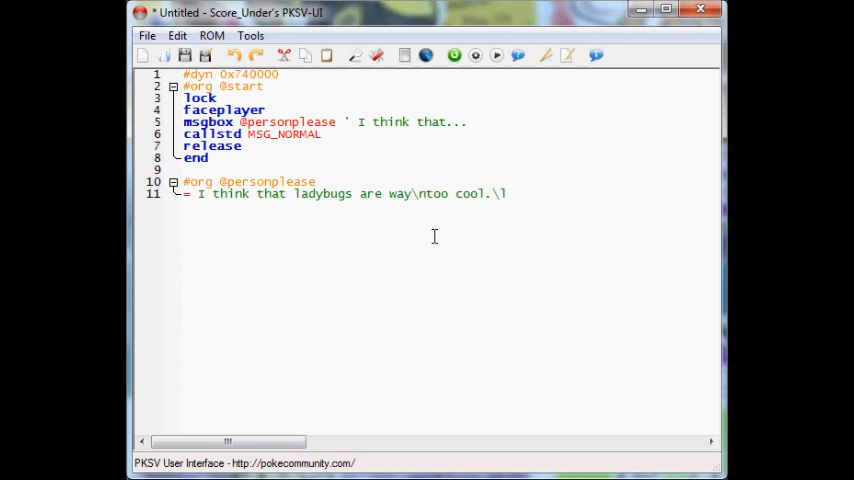 * Untitled - Score_Under's PKSV-UI
File Edit ROM Tools
1 #dyn 0x740000
2 #org @start
3 lock
4 faceplayer
5 msgbox @personplease ' I think that...
6 callstd MSG_NORMAL
7 release
8 end
9
10 #org @personplease
11 = I think that ladybugs are way\ntoo cool.\l
PKSV User Interface - http://pokecommunity.com/